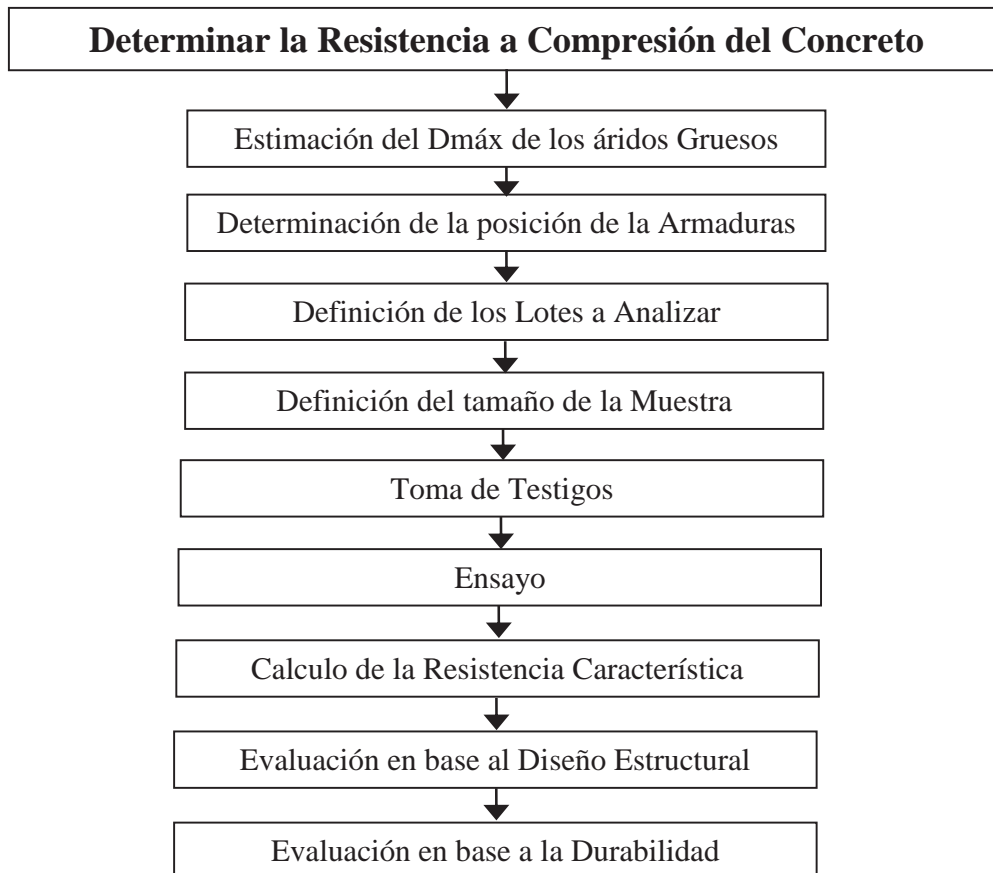 Determinar la Resistencia a Compresión del Concreto
Estimación del Dmáx de los áridos Gruesos
Determinación de la posición de la Armaduras
Definición de los Lotes a Analizar
Definición del tamaño de la Muestra
Toma de Testigos
Ensayo
Calculo de la Resistencia Característica
Evaluación en base al Diseño Estructural
Evaluación en base a la Durabilidad